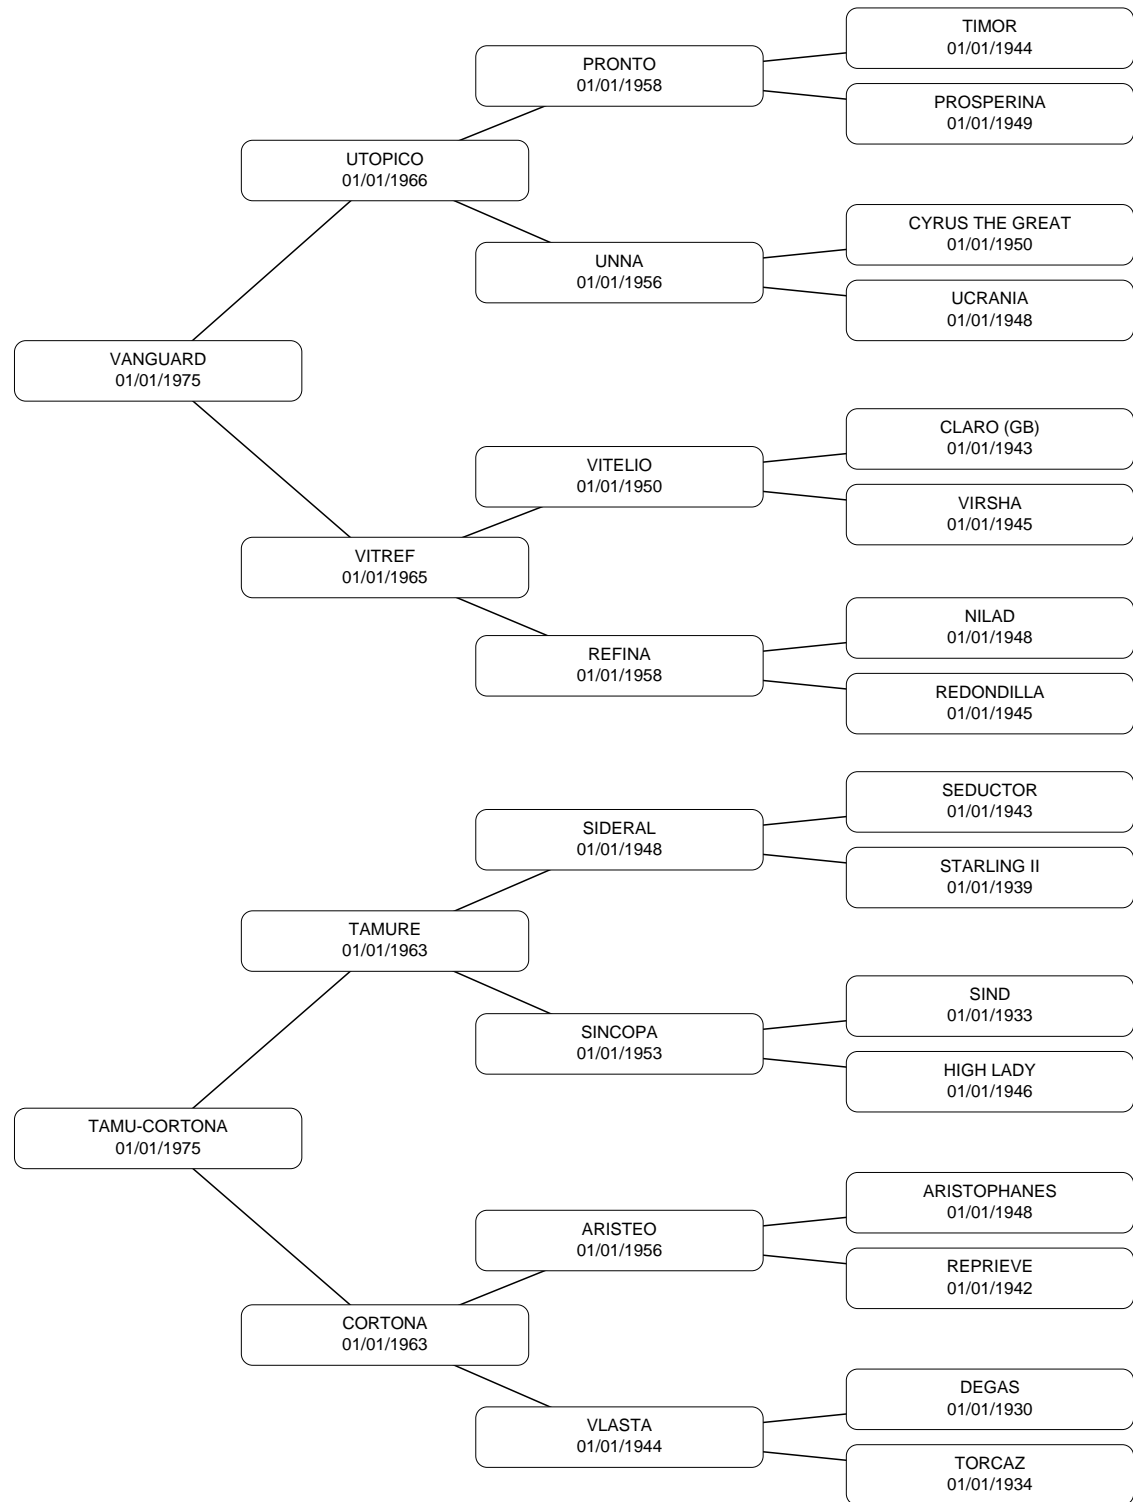 TIMOR
01/01/1944
PRONTO
01/01/1958
PROSPERINA
01/01/1949
UTOPICO
01/01/1966
CYRUS THE GREAT
01/01/1950
UNNA
01/01/1956
UCRANIA
01/01/1948
VANGUARD
01/01/1975
CLARO (GB)
01/01/1943
VITELIO
01/01/1950
VIRSHA
01/01/1945
VITREF
01/01/1965
NILAD
01/01/1948
REFINA
01/01/1958
REDONDILLA
01/01/1945
SEDUCTOR
01/01/1943
SIDERAL
01/01/1948
STARLING II
01/01/1939
TAMURE
01/01/1963
SIND
01/01/1933
SINCOPA
01/01/1953
HIGH LADY
01/01/1946
TAMU-CORTONA
01/01/1975
ARISTOPHANES
01/01/1948
ARISTEO
01/01/1956
REPRIEVE
01/01/1942
CORTONA
01/01/1963
DEGAS
01/01/1930
VLASTA
01/01/1944
TORCAZ
01/01/1934